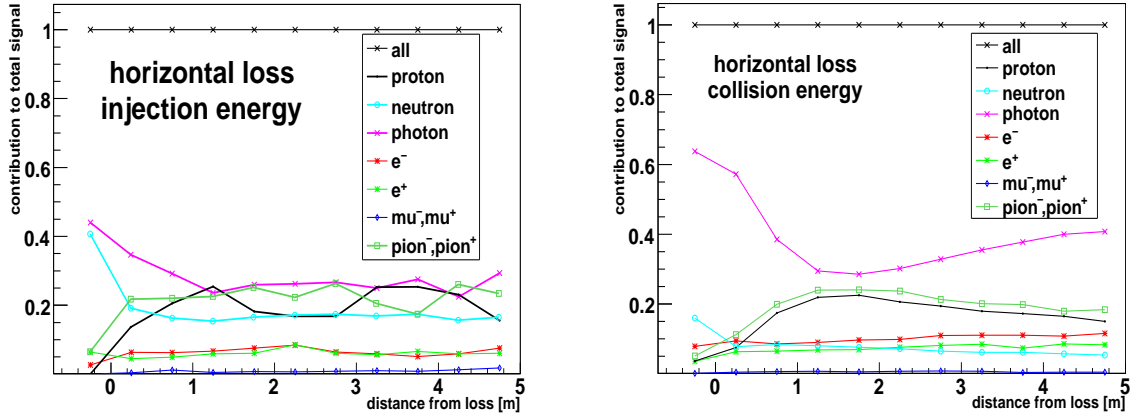 contribution to total signal
1
0.8
0.6
0.4
0.2
horizontal loss
injection energy
all
proton
neutron
photon
e⁻
e⁺
mu⁻,mu⁺
pion⁻,pion⁺
0 1 2 3 4 5
distance from loss [m]
contribution to total signal
1
0.8
0.6
0.4
0.2
horizontal loss
collision energy
all
proton
neutron
photon
e⁻
e⁺
mu⁻,mu⁺
pion⁻,pion⁺
0 1 2 3 4 5
distance from loss [m]